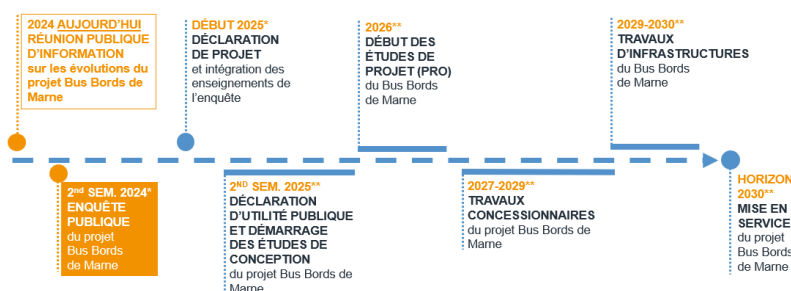 2024 AUJOURD'HUI
RÉUNION PUBLIQUE
D'INFORMATION
sur les évolutions du
projet Bus Bords de
Marne
DÉBUT 2025*
DÉCLARATION
DE PROJET
et intégration des
enseignements de
l'enquête
2026**
DÉBUT DES
ÉTUDES DE
PROJET (PRO)
du Bus Bords
de Marne
2029-2030**
TRAVAUX
D'INFRASTRUCTURES
du Bus Bords
de Marne
2nd SEM. 2024*
ENQUÊTE
PUBLIQUE
du projet
Bus Bords
de Marne
2ND SEM. 2025**
DÉCLARATION
D'UTILITÉ PUBLIQUE
ET DÉMARRAGE
DES ÉTUDES DE
CONCEPTION
du projet Bus Bords de
Marne
2027-2029**
TRAVAUX
CONCESSIONNAIRES
du projet Bus Bords de
Marne
HORIZON
2030**
MISE EN
SERVICE
du projet
Bus Bords
de Marne